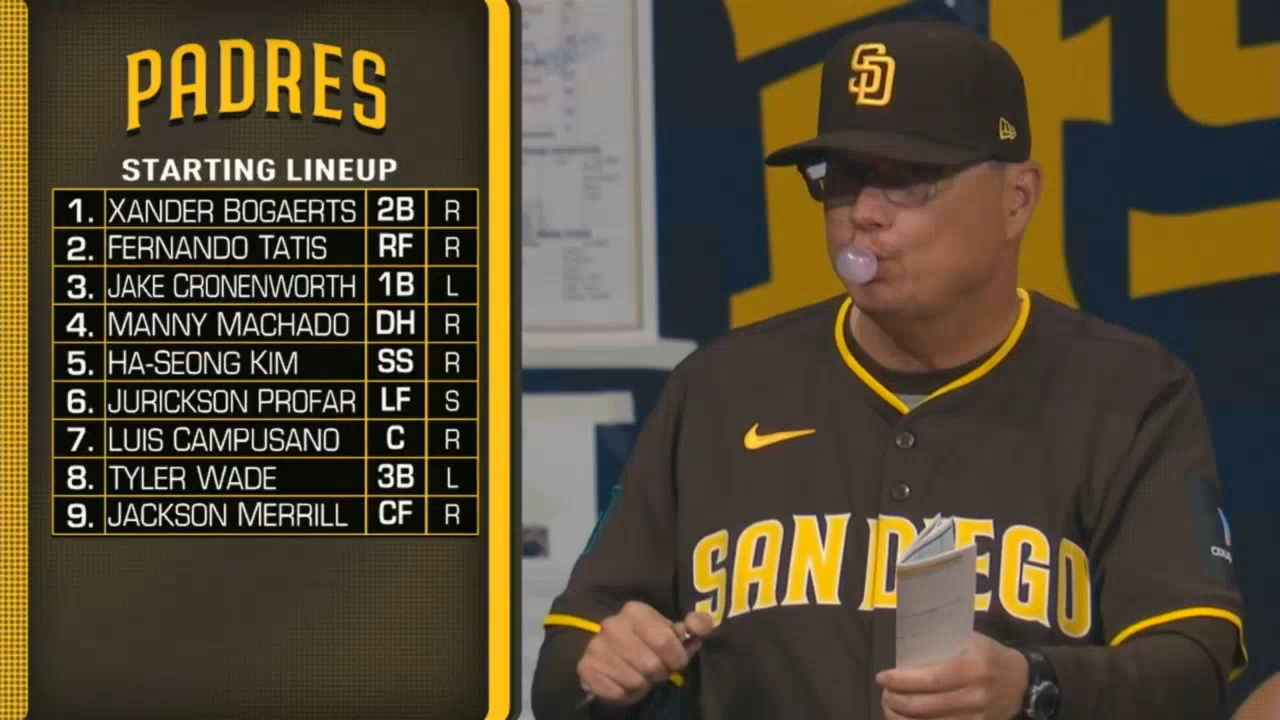 PADRES
STARTING LINEUP
1. XANDER BOGAERTS 2B R
2. FERNANDO TATIS RF R
3. JAKE CRONENWORTH 1B L
4. MANNY MACHADO DH R
5. HA-SEONG KIM SS R
6. JURICKSON PROFAR LF S
7. LUIS CAMPUSANO C R
8. TYLER WADE 3B L
9. JACKSON MERRILL CF R
SD
SAN DIEGO